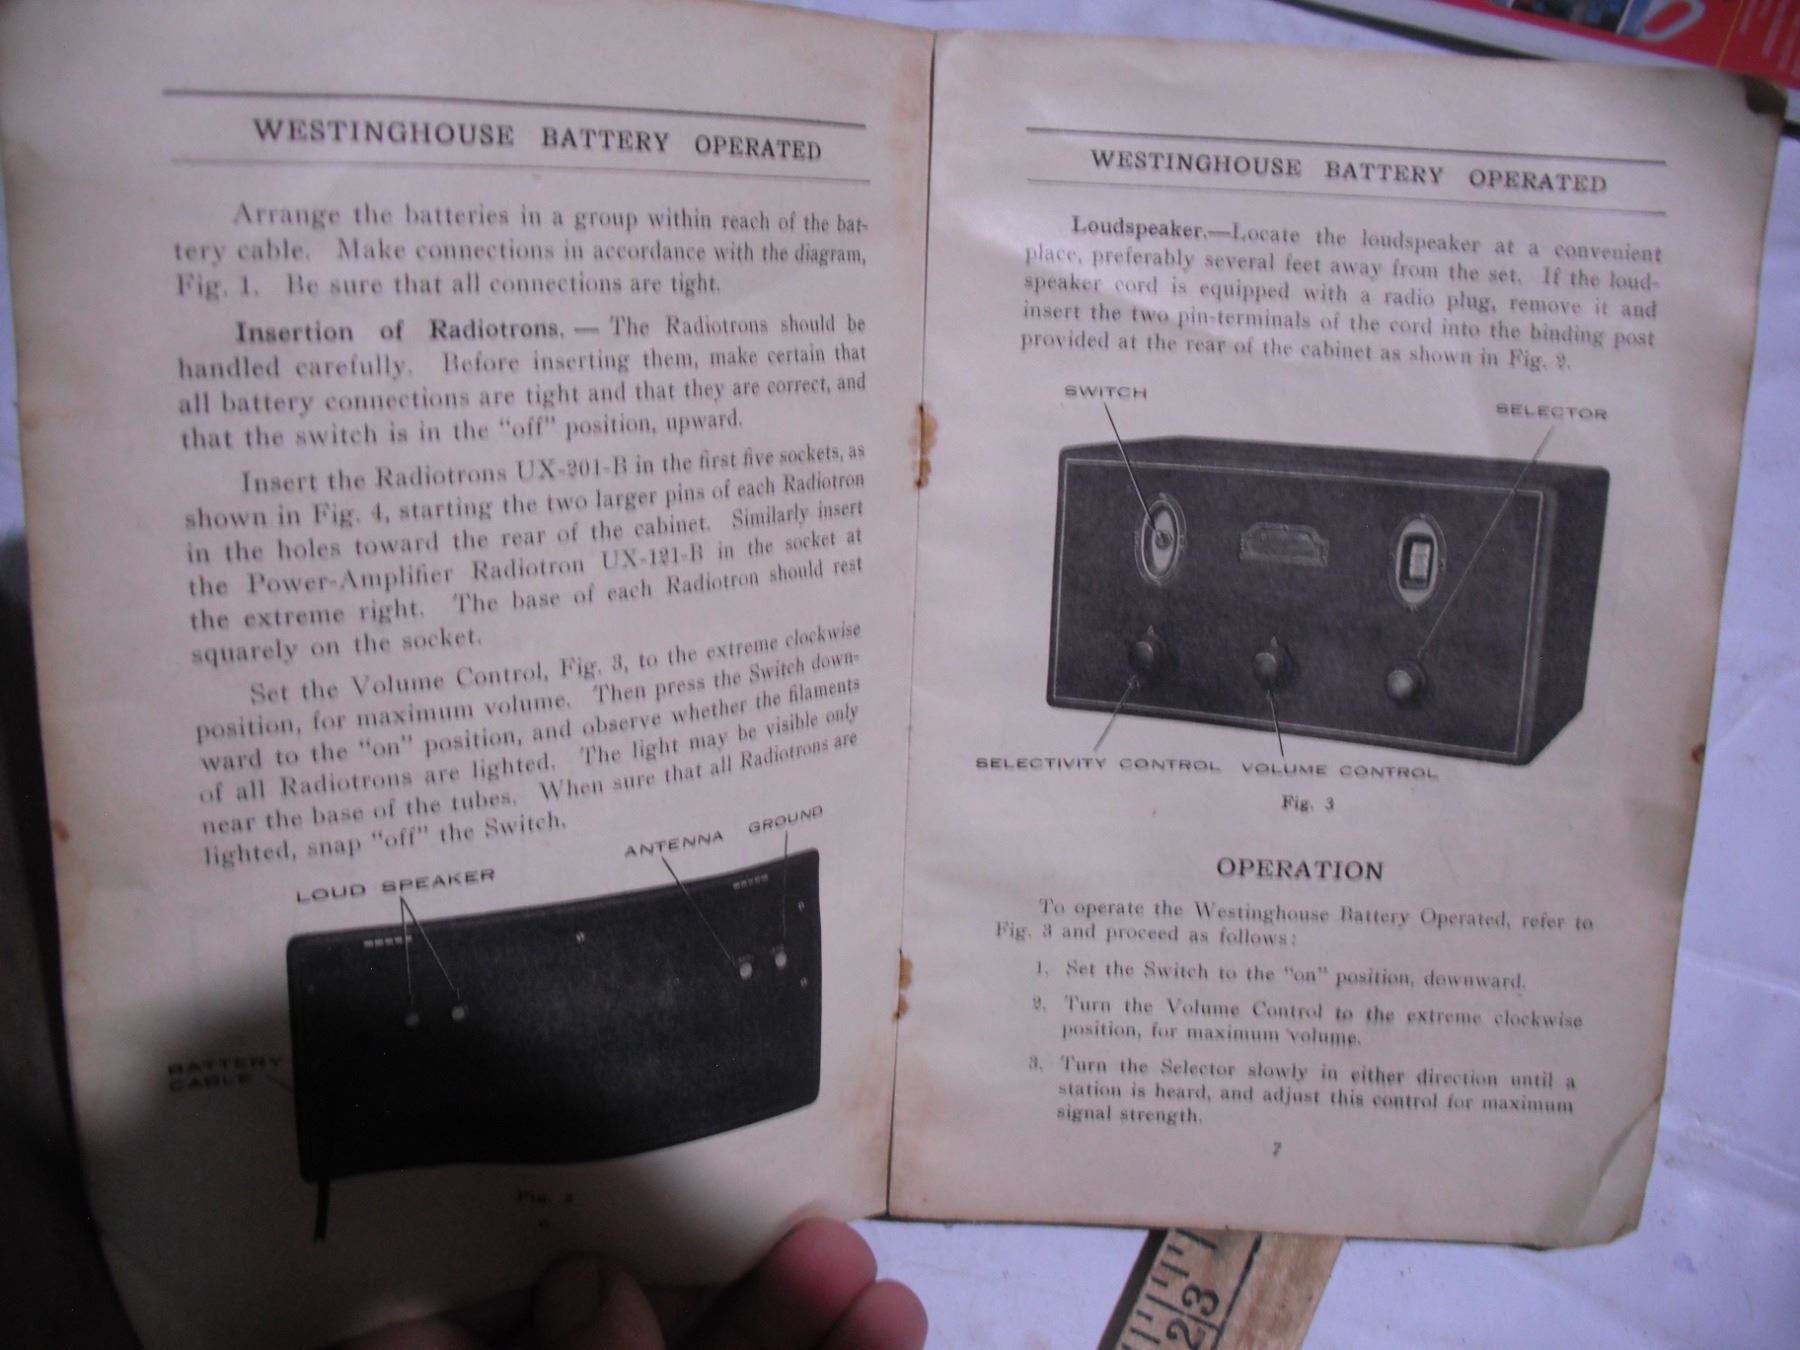 WESTINGHOUSE BATTERY OPERATED
Arrange the batteries in a group within reach of the bat-
tery cable. Make connections in accordance with the diagram,
Fig. 1. Be sure that all connections are tight.
Insertion of Radiotrons. — The Radiotrons should be
handled carefully. Before inserting them, make certain that
all battery connections are tight and that they are correct, and
that the switch is in the "off" position, upward.
Insert the Radiotrons UX-201-B in the first five sockets, as
shown in Fig. 4, starting the two larger pins of each Radiotron
in the holes toward the rear of the cabinet. Similarly insert
the Power-Amplifier Radiotron UX-121-B in the socket at
the extreme right. The base of each Radiotron should rest
squarely on the socket.
Set the Volume Control, Fig. 3, to the extreme clockwise
position, for maximum volume. Then press the Switch down-
ward to the "on" position, and observe whether the filaments
of all Radiotrons are lighted. The light may be visible only
near the base of the tubes. When sure that all Radiotrons are
lighted, snap "off" the Switch.
LOUD SPEAKER
ANTENNA
GROUND
BATTERY
CABLE
Fig. 2
WESTINGHOUSE BATTERY OPERATED
Loudspeaker.—Locate the loudspeaker at a convenient
place, preferably several feet away from the set. If the loud-
speaker cord is equipped with a radio plug, remove it and
insert the two pin-terminals of the cord into the binding post
provided at the rear of the cabinet as shown in Fig. 2.
SWITCH
SELECTOR
SELECTIVITY CONTROL
VOLUME CONTROL
Fig. 3
OPERATION
To operate the Westinghouse Battery Operated, refer to
Fig. 3 and proceed as follows:
1. Set the Switch to the "on" position, downward.
2. Turn the Volume Control to the extreme clockwise
position, for maximum volume.
3. Turn the Selector slowly in either direction until a
station is heard, and adjust this control for maximum
signal strength.
7
23